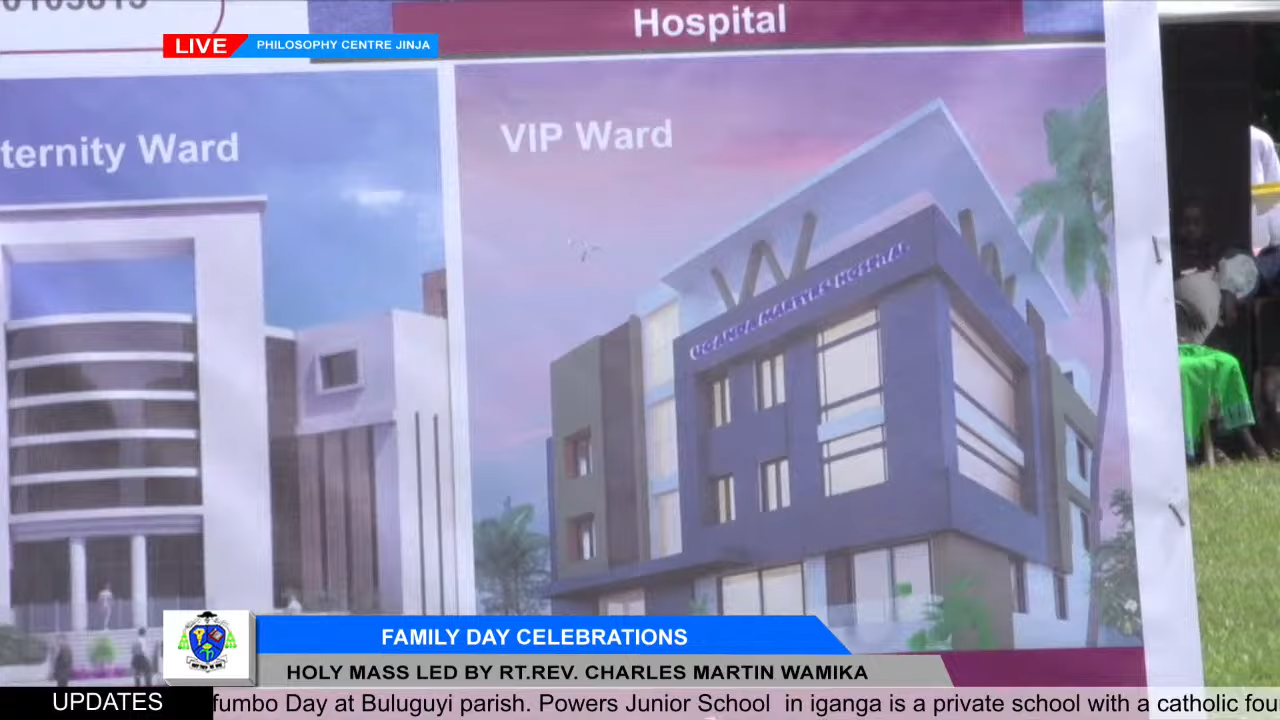 Hospital
LIVE PHILOSOPHY CENTRE JINJA
ternity Ward
VIP Ward
UGANDA MARTYRS HOSPITAL
FAMILY DAY CELEBRATIONS
HOLY MASS LED BY RT.REV. CHARLES MARTIN WAMIKA
UPDATES fumbo Day at Buluguyi parish. Powers Junior School in iganga is a private school with a catholic fou